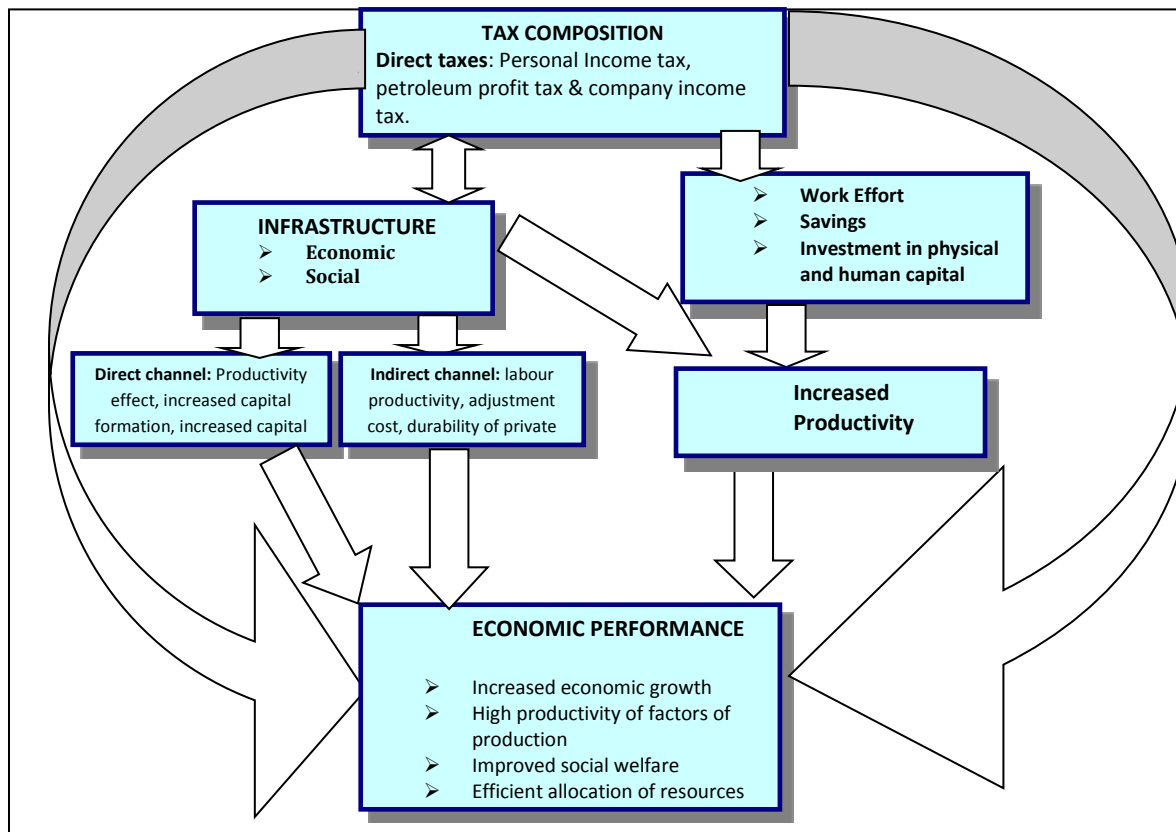 TAX COMPOSITION
Direct taxes: Personal Income tax,
petroleum profit tax & company income
tax.
INFRASTRUCTURE
➢ Economic
➢ Social
➢ Work Effort
➢ Savings
➢ Investment in physical
and human capital
Direct channel: Productivity
effect, increased capital
formation, increased capital
Indirect channel: labour
productivity, adjustment
cost, durability of private
Increased
Productivity
ECONOMIC PERFORMANCE
➢ Increased economic growth
➢ High productivity of factors of
production
➢ Improved social welfare
➢ Efficient allocation of resources